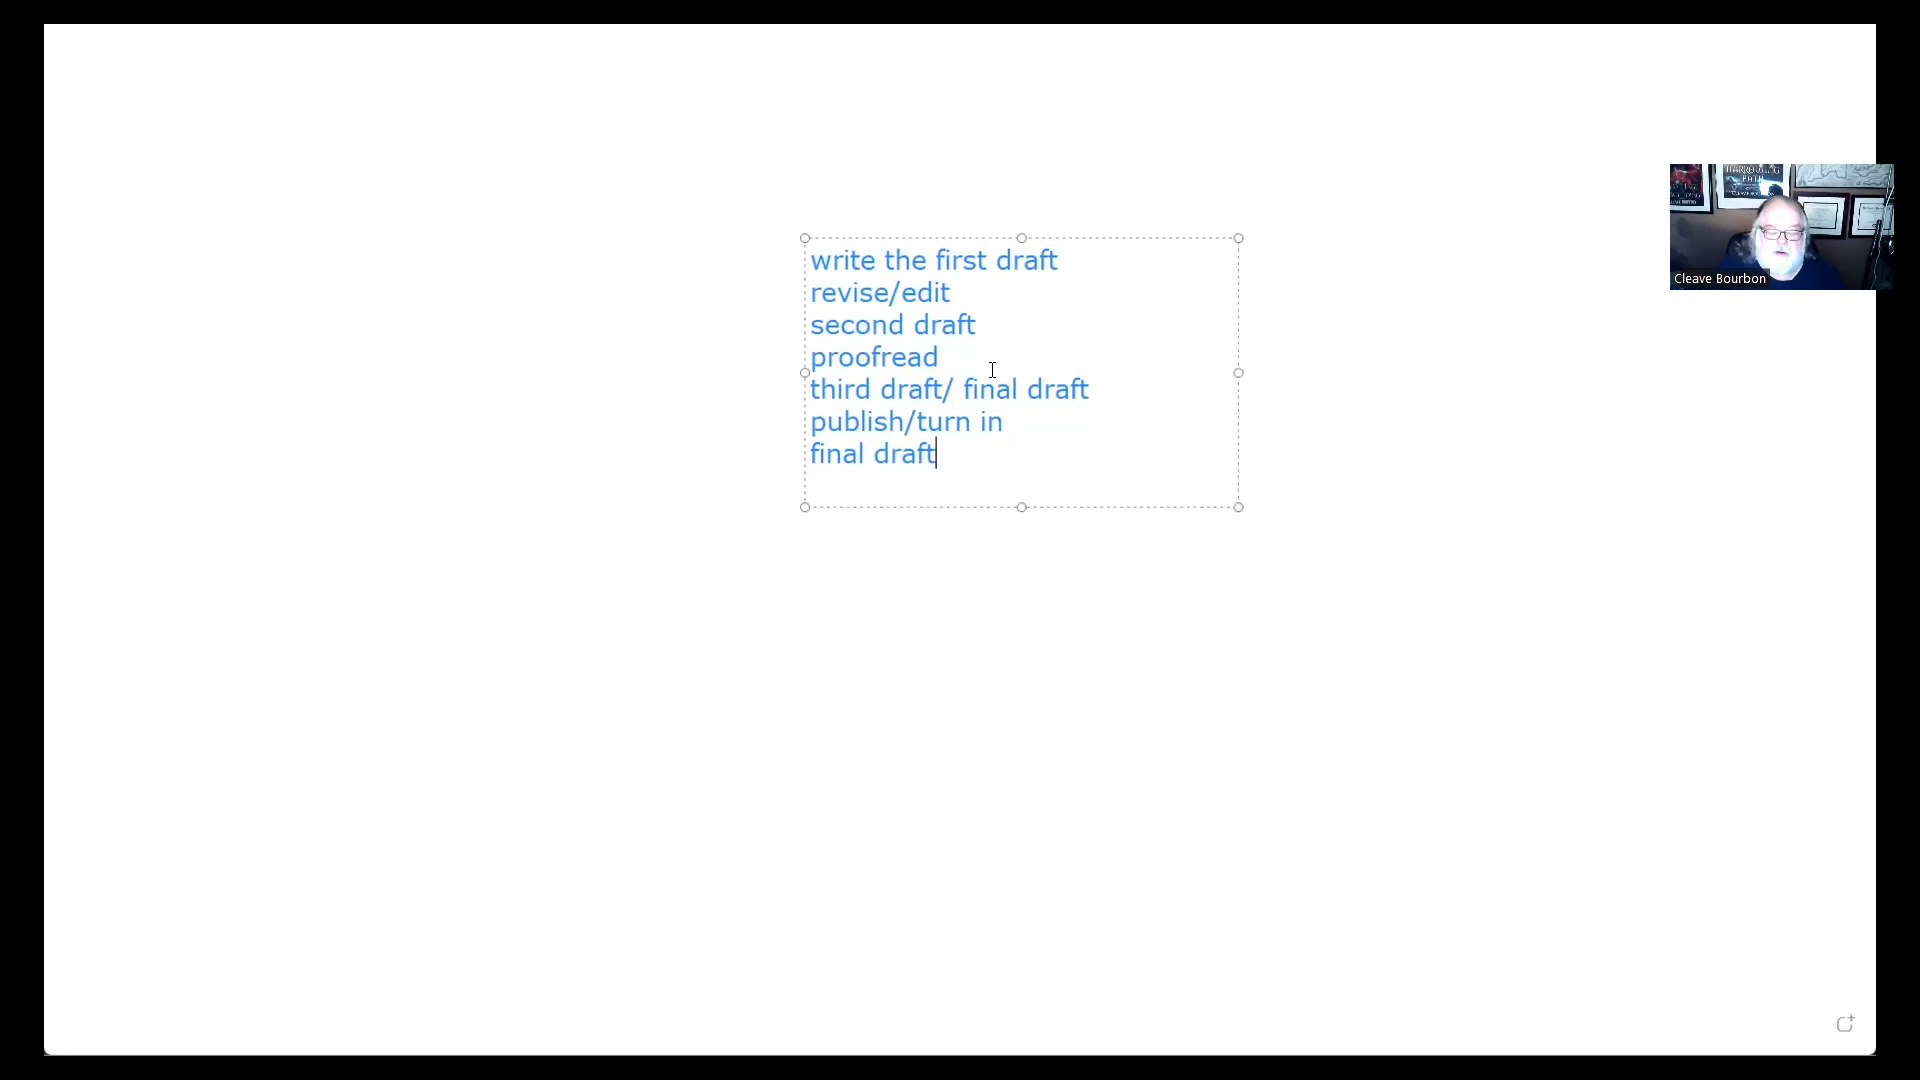 write the first draft
revise/edit
second draft
proofread
third draft/ final draft
publish/turn in
final draft
Cleave Bourbon